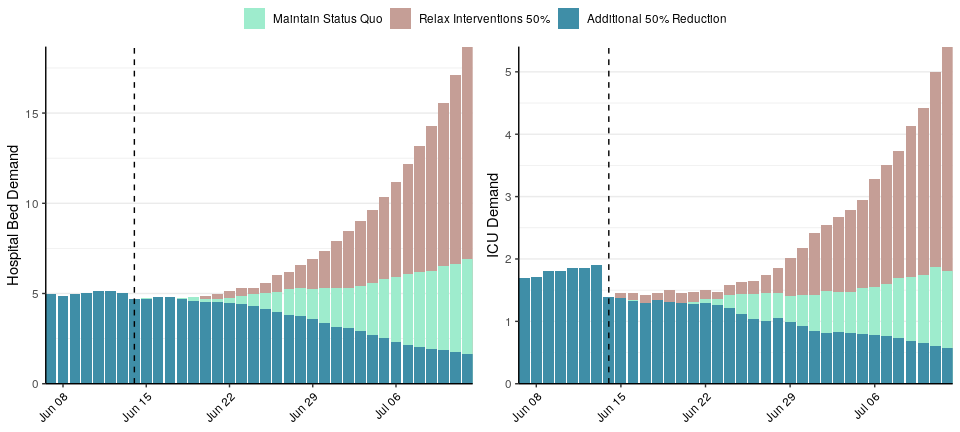 Maintain Status Quo Relax Interventions 50% Additional 50% Reduction
Hospital Bed Demand
15
10
5
0
Jun 08 Jun 15 Jun 22 Jun 29 Jul 06
ICU Demand
5
4
3
2
1
0
Jun 08 Jun 15 Jun 22 Jun 29 Jul 06